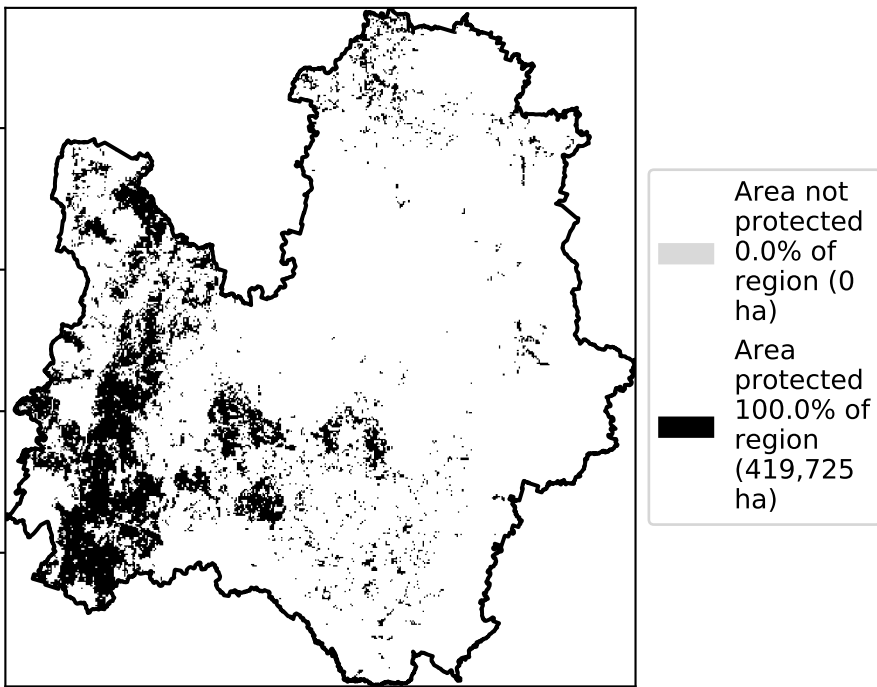 Area not
protected
0.0% of
region (0
ha)
Area
protected
100.0% of
region
(419,725
ha)